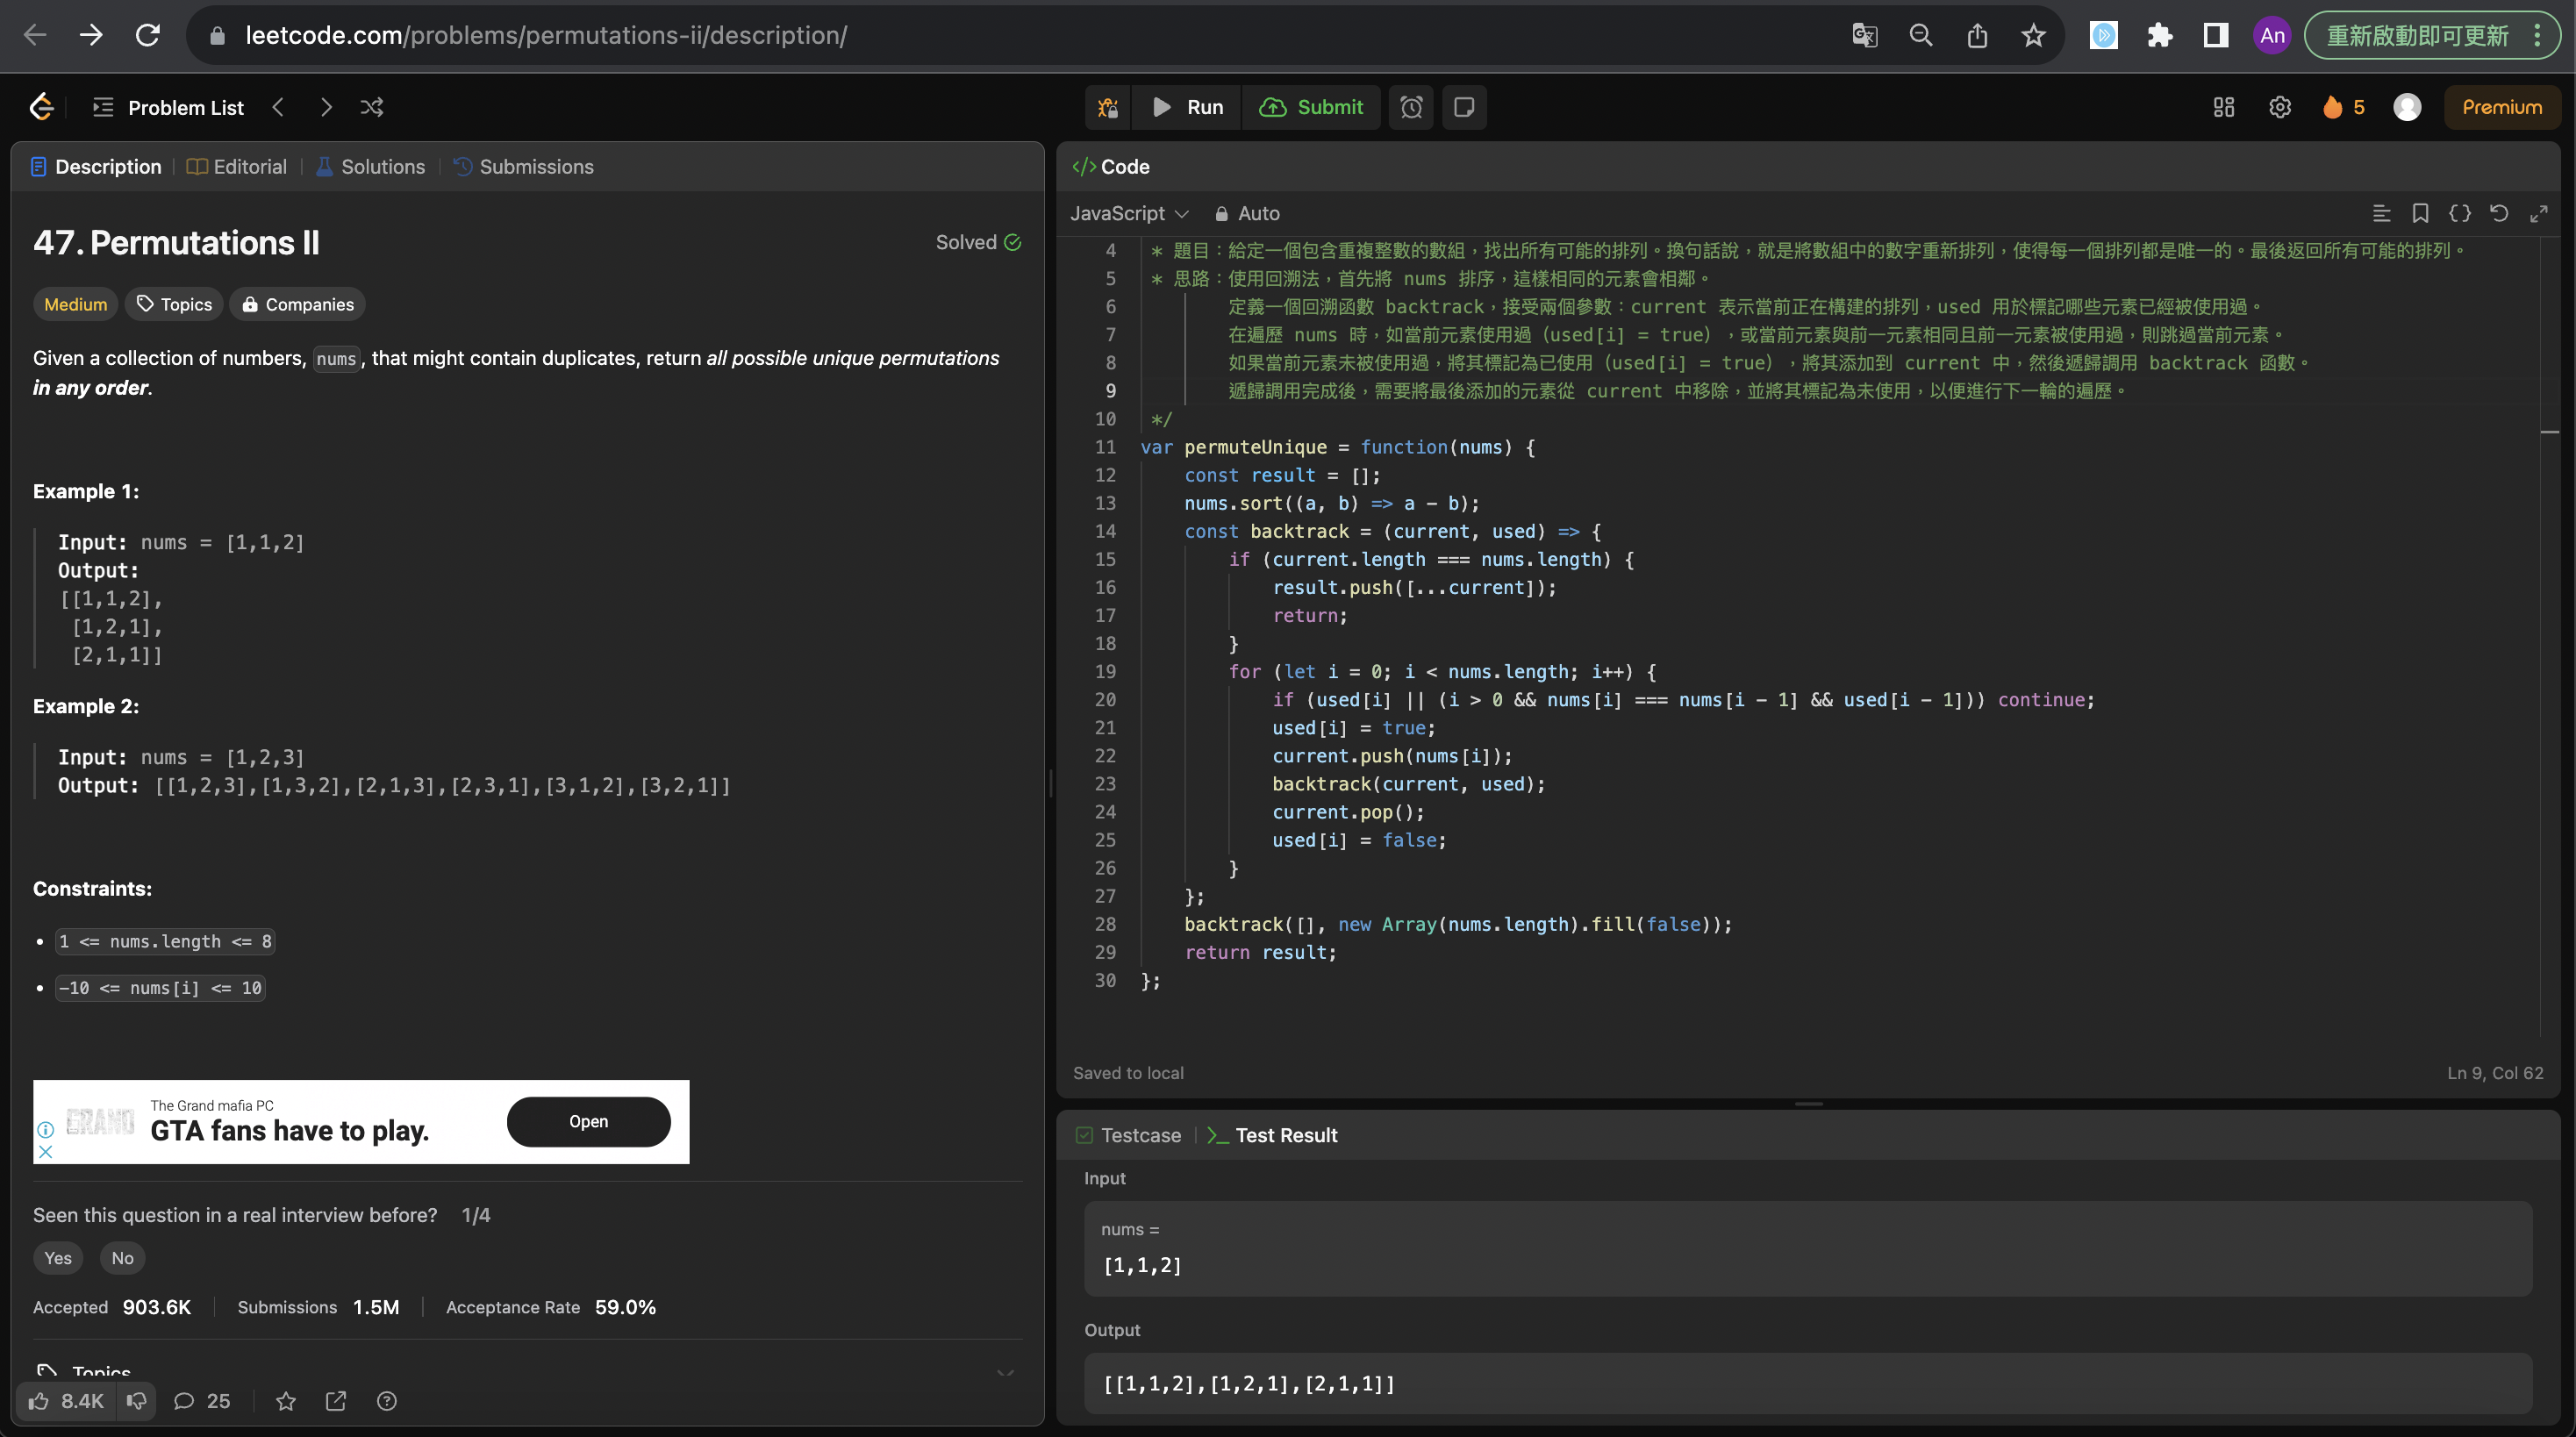 leetcode.com/problems/permutations-ii/description/
An
重新啟動即可更新
Problem List
Run
Submit
5
Premium
Description
Editorial
Solutions
Submissions
47. Permutations II
Solved
Medium
Topics
Companies
Given a collection of numbers, nums, that might contain duplicates, return all possible unique permutations
in any order.
Example 1:
Input: nums = [1,1,2]
Output:
[[1,1,2],
[1,2,1],
[2,1,1]]
Example 2:
Input: nums = [1,2,3]
Output: [[1,2,3],[1,3,2],[2,1,3],[2,3,1],[3,1,2],[3,2,1]]
Constraints:
• 1 <= nums.length <= 8
• -10 <= nums[i] <= 10
GRAND
The Grand mafia PC
GTA fans have to play.
Open
Seen this question in a real interview before? 1/4
Yes
No
Accepted 903.6K
Submissions 1.5M
Acceptance Rate 59.0%
Topics
8.4K
25
</> Code
JavaScript
Auto
4 * 題目：給定一個包含重複整數的數組，找出所有可能的排列。換句話說，就是將數組中的數字重新排列，使得每一個排列都是唯一的。最後返回所有可能的排列。
5 * 思路：使用回溯法，首先將 nums 排序，這樣相同的元素會相鄰。
6 定義一個回溯函數 backtrack，接受兩個參數：current 表示當前正在構建的排列，used 用於標記哪些元素已經被使用過。
7 在遍歷 nums 時，如當前元素使用過（used[i] = true），或當前元素與前一元素相同且前一元素被使用過，則跳過當前元素。
8 如果當前元素未被使用過，將其標記為已使用（used[i] = true），將其添加到 current 中，然後遞歸調用 backtrack 函數。
9 遞歸調用完成後，需要將最後添加的元素從 current 中移除，並將其標記為未使用，以便進行下一輪的遍歷。
10 */
11 var permuteUnique = function(nums) {
12 const result = [];
13 nums.sort((a, b) => a - b);
14 const backtrack = (current, used) => {
15 if (current.length === nums.length) {
16 result.push([...current]);
17 return;
18 }
19 for (let i = 0; i < nums.length; i++) {
20 if (used[i] || (i > 0 && nums[i] === nums[i - 1] && used[i - 1])) continue;
21 used[i] = true;
22 current.push(nums[i]);
23 backtrack(current, used);
24 current.pop();
25 used[i] = false;
26 }
27 };
28 backtrack([], new Array(nums.length).fill(false));
29 return result;
30 };
Saved to local
Ln 9, Col 62
Testcase
Test Result
Input
nums =
[1,1,2]
Output
[[1,1,2],[1,2,1],[2,1,1]]